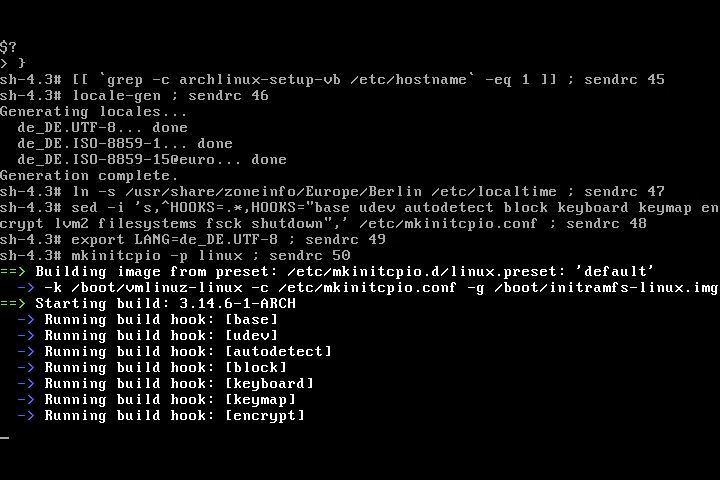 $?
> }
sh-4.3# [[ `grep -c archlinux-setup-vb /etc/hostname` -eq 1 ]] ; sendrc 45
sh-4.3# locale-gen ; sendrc 46
Generating locales...
  de_DE.UTF-8... done
  de_DE.ISO-8859-1... done
  de_DE.ISO-8859-15@euro... done
Generation complete.
sh-4.3# ln -s /usr/share/zoneinfo/Europe/Berlin /etc/localtime ; sendrc 47
sh-4.3# sed -i 's,^HOOKS=.*,HOOKS="base udev autodetect block keyboard keymap en
crypt lvm2 filesystems fsck shutdown",' /etc/mkinitcpio.conf ; sendrc 48
sh-4.3# export LANG=de_DE.UTF-8 ; sendrc 49
sh-4.3# mkinitcpio -p linux ; sendrc 50
==> Building image from preset: /etc/mkinitcpio.d/linux.preset: 'default'
  -> -k /boot/vmlinuz-linux -c /etc/mkinitcpio.conf -g /boot/initramfs-linux.img
==> Starting build: 3.14.6-1-ARCH
  -> Running build hook: [base]
  -> Running build hook: [udev]
  -> Running build hook: [autodetect]
  -> Running build hook: [block]
  -> Running build hook: [keyboard]
  -> Running build hook: [keymap]
  -> Running build hook: [encrypt]